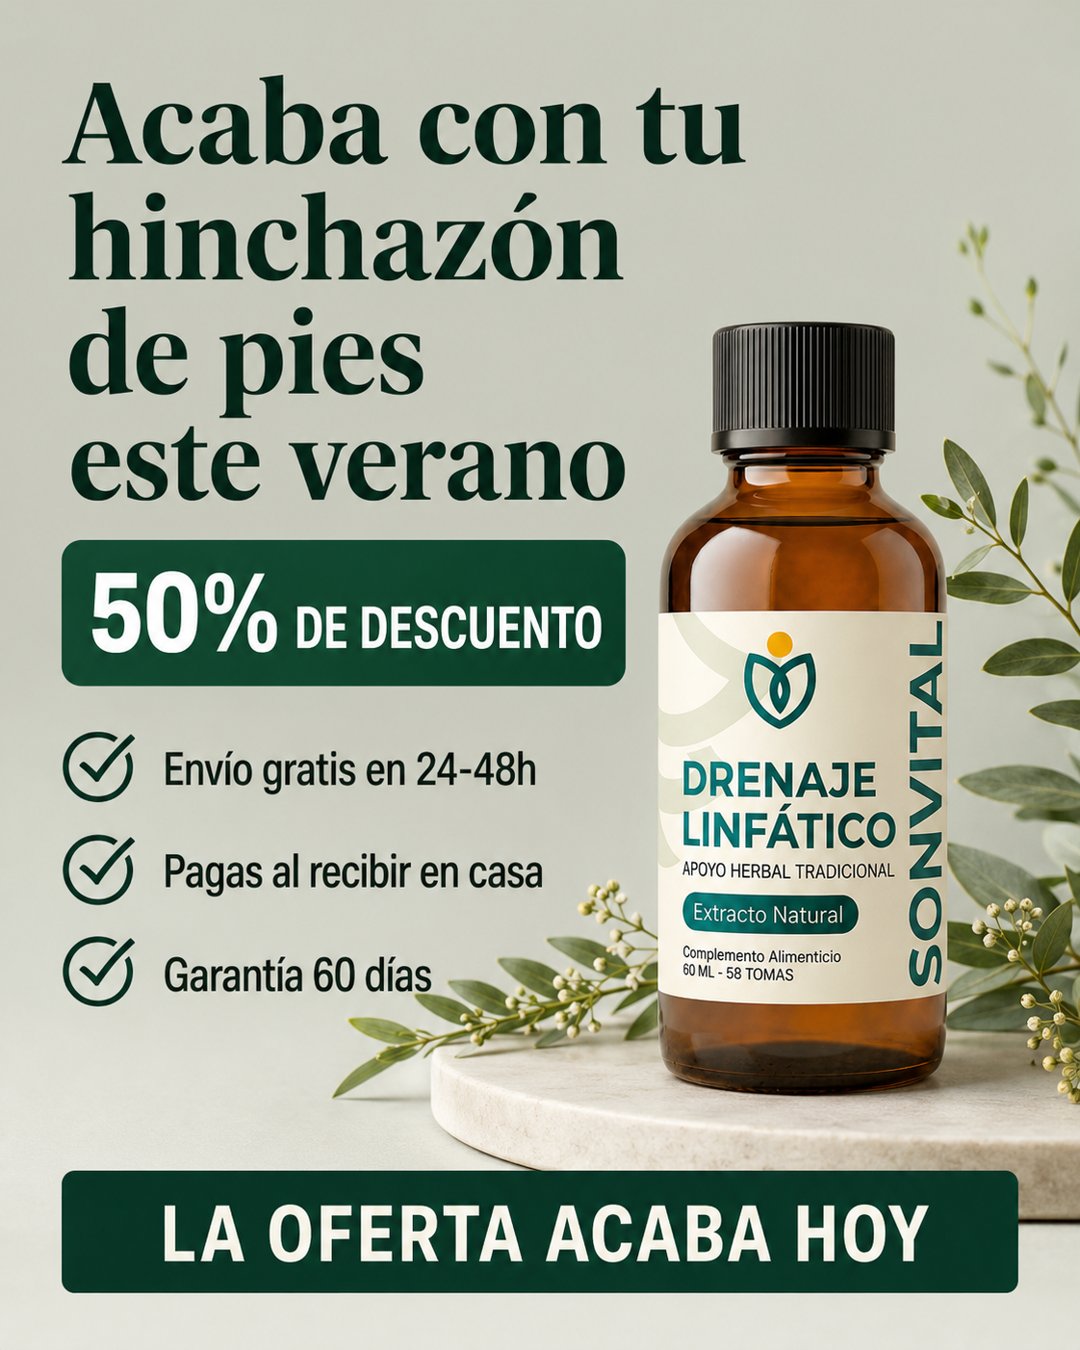 Acaba con tu
hinchazón
de pies
este verano
50% DE DESCUENTO
Envío gratis en 24-48h
Pagas al recibir en casa
Garantía 60 días
DRENAJE
LINFÁTICO
APOYO HERBAL TRADICIONAL
Extracto Natural
Complemento Alimenticio
60 ML - 58 TOMAS
SONVITAL
LA OFERTA ACABA HOY